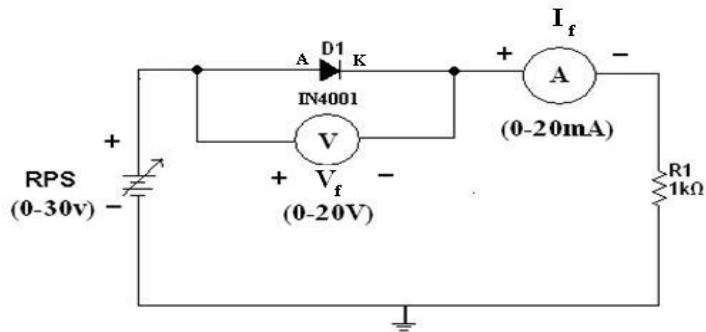 I f
D1
A K
+ A −
IN4001
V
(0-20mA)
+
+ V f −
R1
1kΩ
RPS
(0-30v)
−
(0-20V)